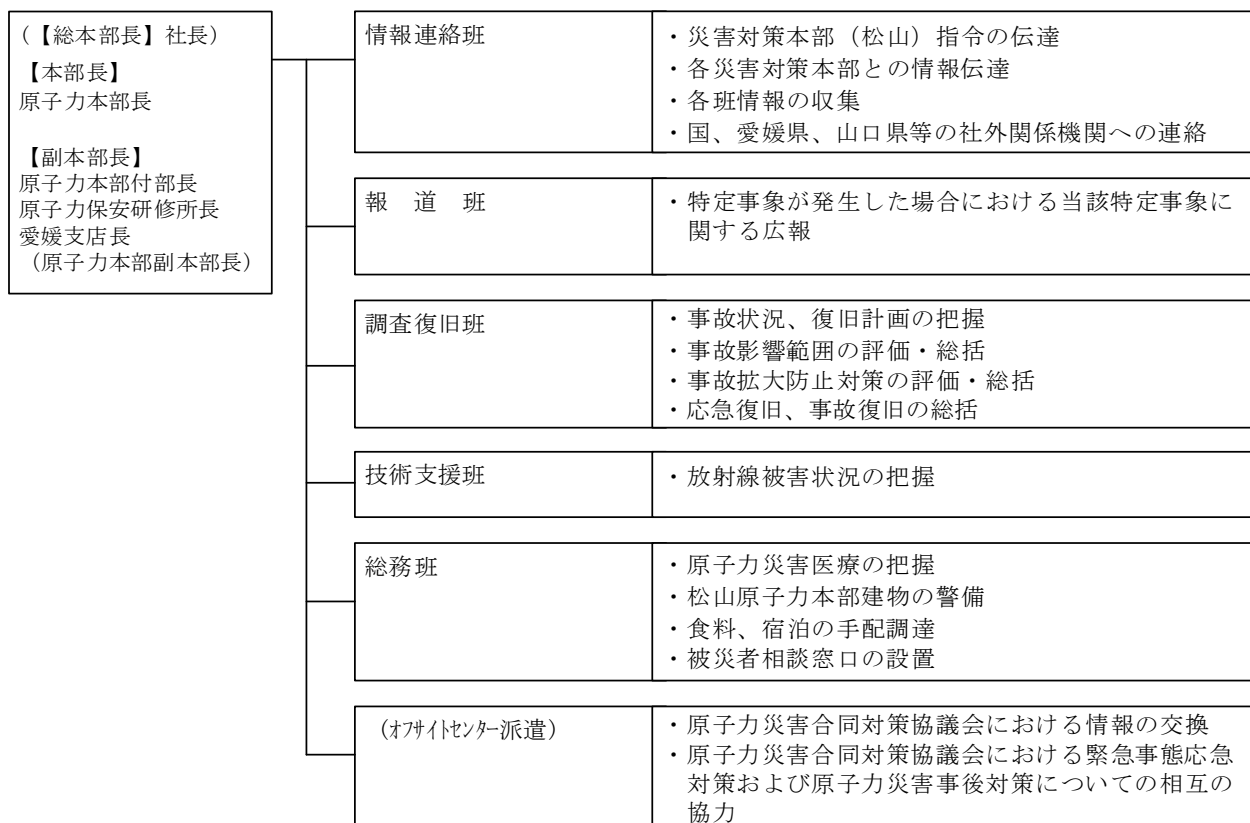 （【総本部長】社長）
【本部長】
原子力本部長
【副本部長】
原子力本部付部長
原子力保安研修所長
愛媛支店長
（原子力本部副本部長）
情報連絡班
・災害対策本部（松山）指令の伝達
・各災害対策本部との情報伝達
・各班情報の収集
・国、愛媛県、山口県等の社外関係機関への連絡
報　道　班
・特定事象が発生した場合における当該特定事象に
関する広報
調査復旧班
・事故状況、復旧計画の把握
・事故影響範囲の評価・総括
・事故拡大防止対策の評価・総括
・応急復旧、事故復旧の総括
技術支援班
・放射線被害状況の把握
総務班
・原子力災害医療の把握
・松山原子力本部建物の警備
・食料、宿泊の手配調達
・被災者相談窓口の設置
（ｵﾌｻｲﾄｾﾝﾀｰ派遣）
・原子力災害合同対策協議会における情報の交換
・原子力災害合同対策協議会における緊急事態応急
対策および原子力災害事後対策についての相互の
協力